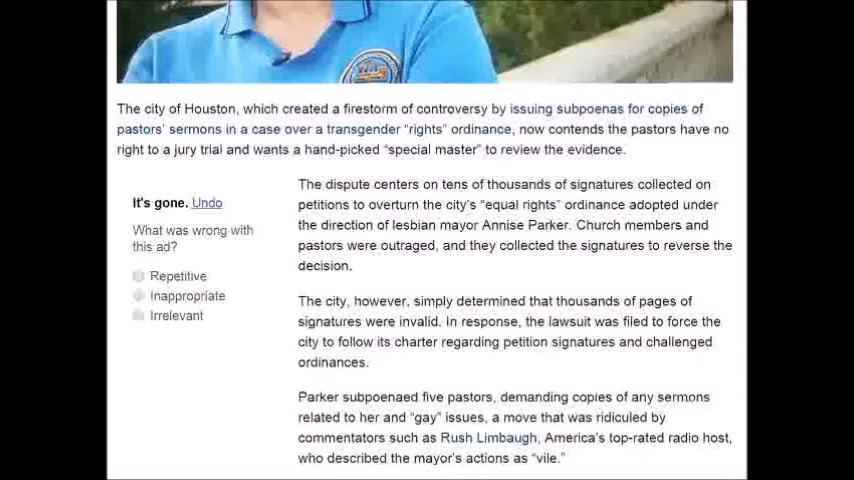 The city of Houston, which created a firestorm of controversy by issuing subpoenas for copies of
pastors' sermons in a case over a transgender "rights" ordinance, now contends the pastors have no
right to a jury trial and wants a hand-picked "special master" to review the evidence.
It's gone. Undo
What was wrong with
this ad?
Repetitive
Inappropriate
Irrelevant
The dispute centers on tens of thousands of signatures collected on
petitions to overturn the city's "equal rights" ordinance adopted under
the direction of lesbian mayor Annise Parker. Church members and
pastors were outraged, and they collected the signatures to reverse the
decision.
The city, however, simply determined that thousands of pages of
signatures were invalid. In response, the lawsuit was filed to force the
city to follow its charter regarding petition signatures and challenged
ordinances.
Parker subpoenaed five pastors, demanding copies of any sermons
related to her and "gay" issues, a move that was ridiculed by
commentators such as Rush Limbaugh, America's top-rated radio host,
who described the mayor's actions as "vile."